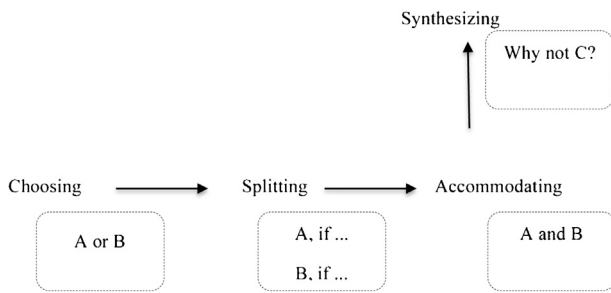 Synthesizing
Why not C?
Choosing
Splitting
Accommodating
A or B
A, if ...
B, if ...
A and B